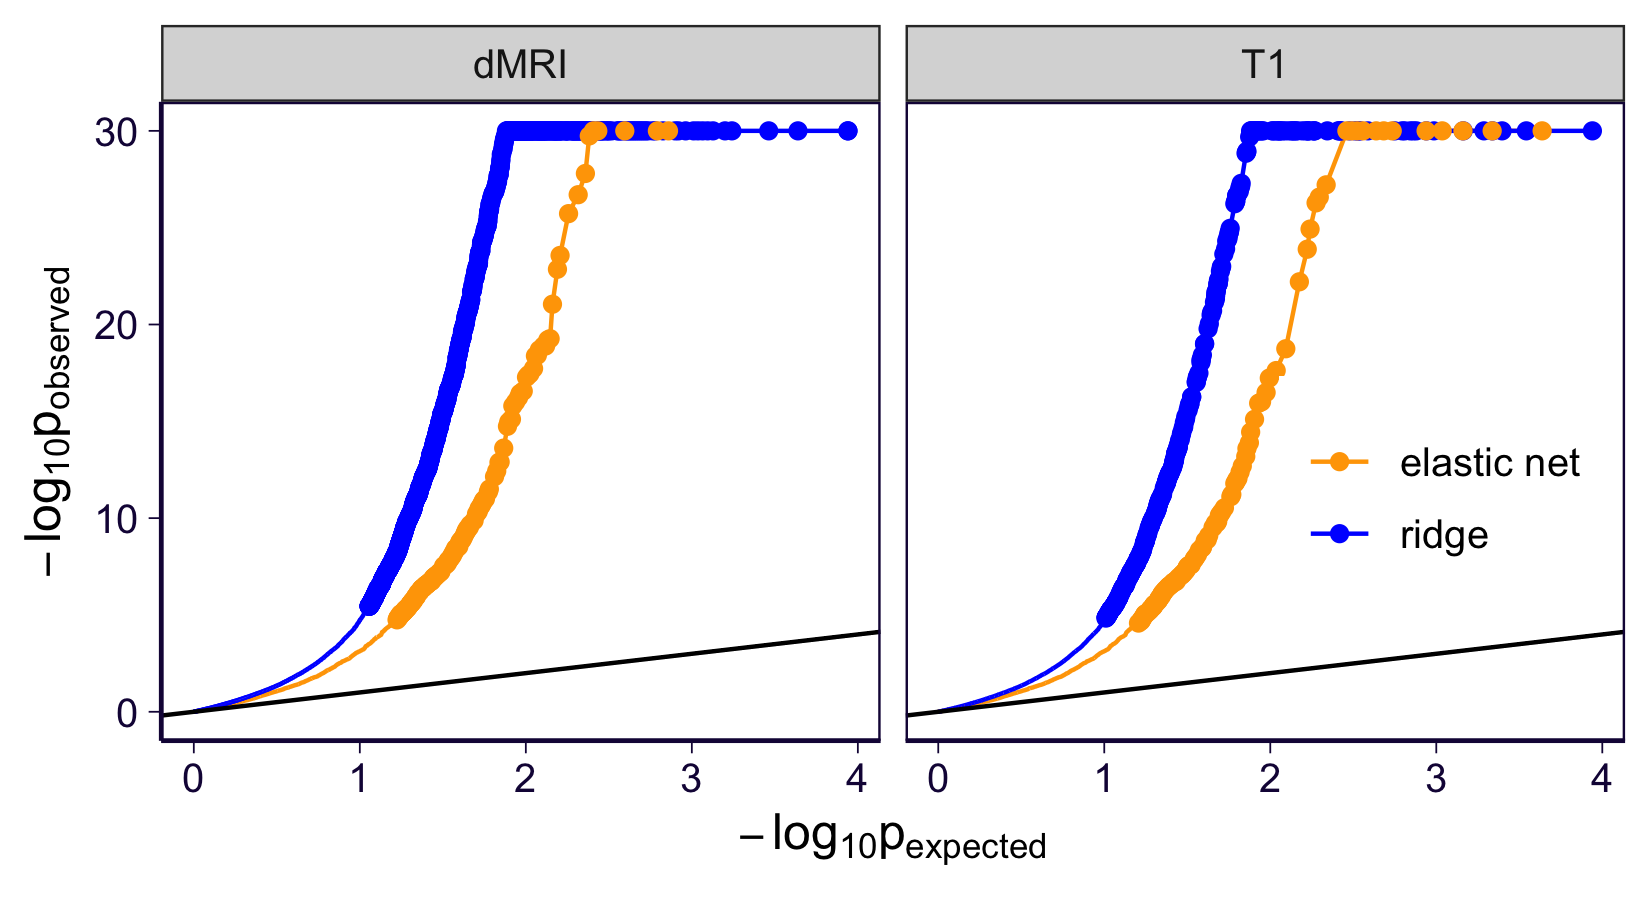 dMRI
T1
30
20
10
0
−log10pobserved
elastic net
ridge
0 1 2 3 4
0 1 2 3 4
−log10pexpected